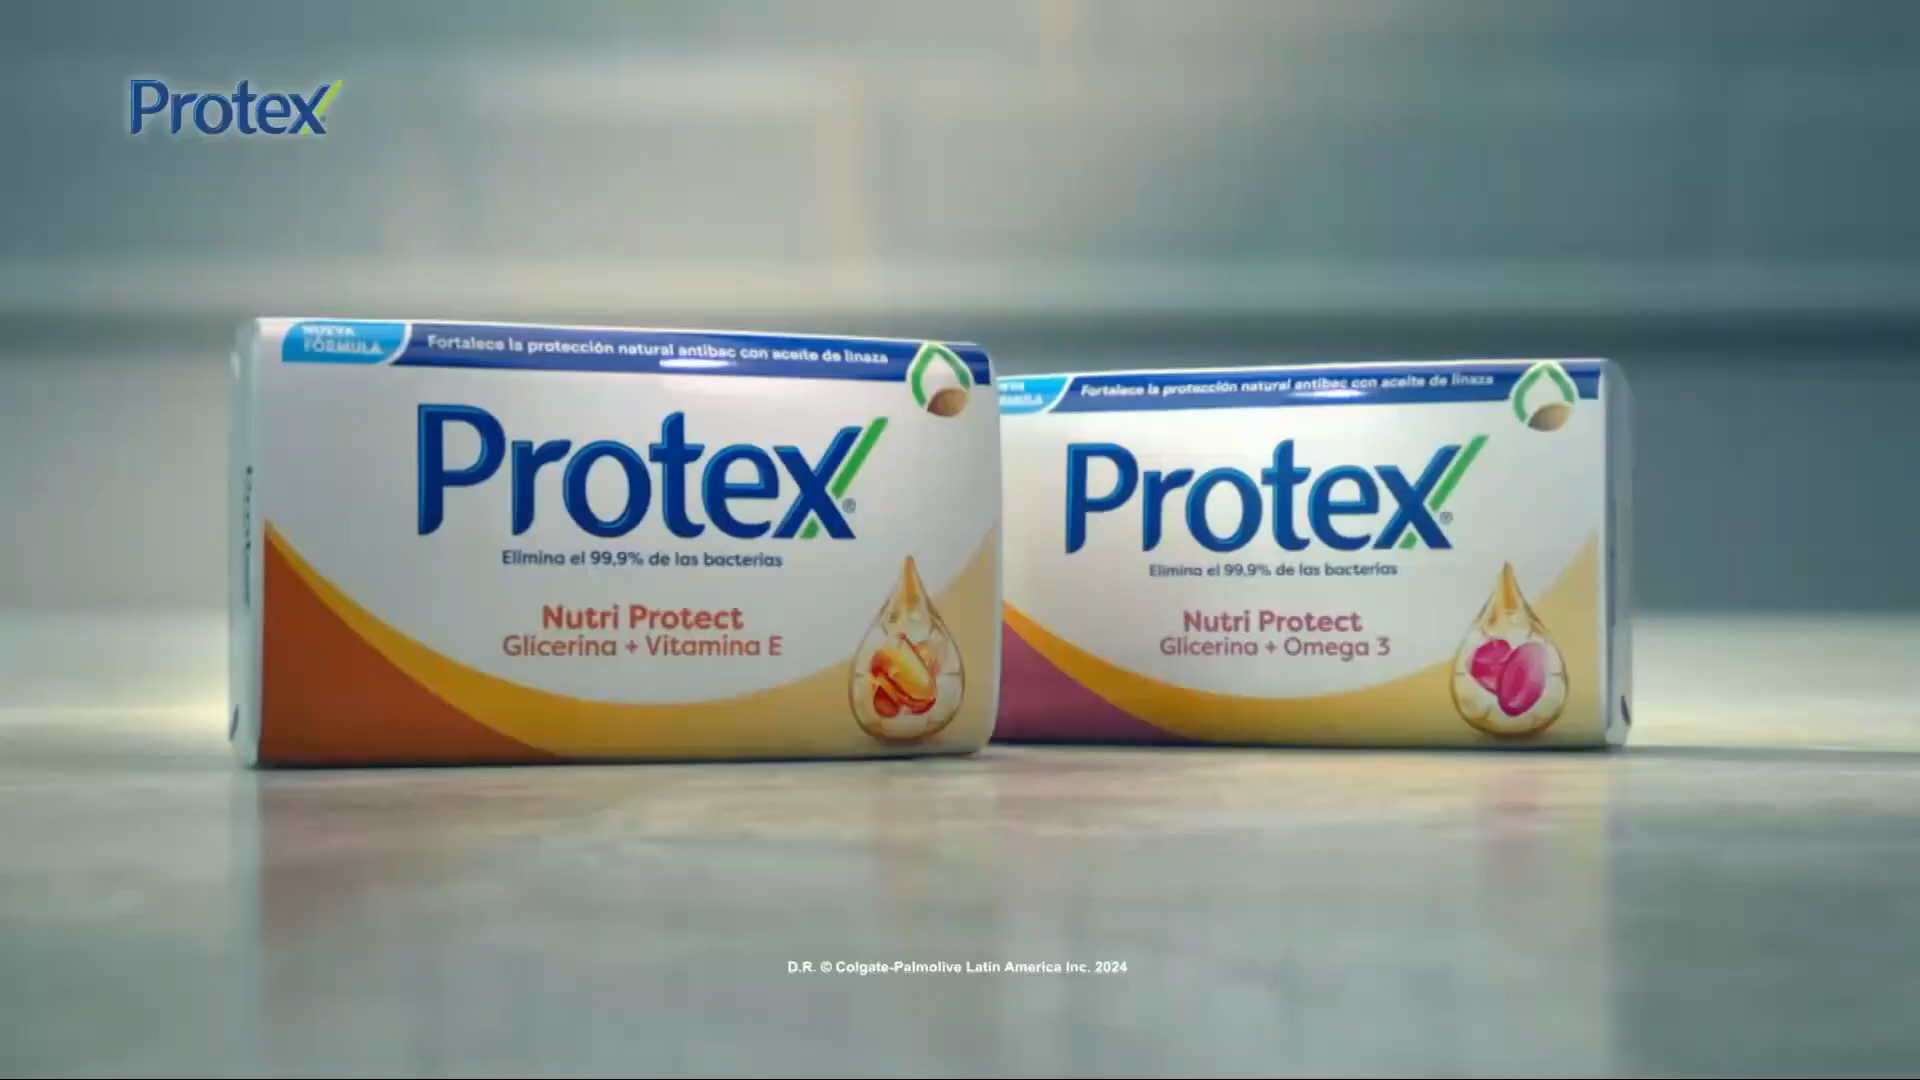 Protex
NUEVA
FÓRMULA
Fortalece la protección natural antibac con aceite de linaza
Protex®
Elimina el 99,9% de las bacterias
Nutri Protect
Glicerina + Vitamina E
Fortalece la protección natural antibac con aceite de linaza
Protex®
Elimina el 99,9% de las bacterias
Nutri Protect
Glicerina + Omega 3
D.R. © Colgate-Palmolive Latin America Inc. 2024